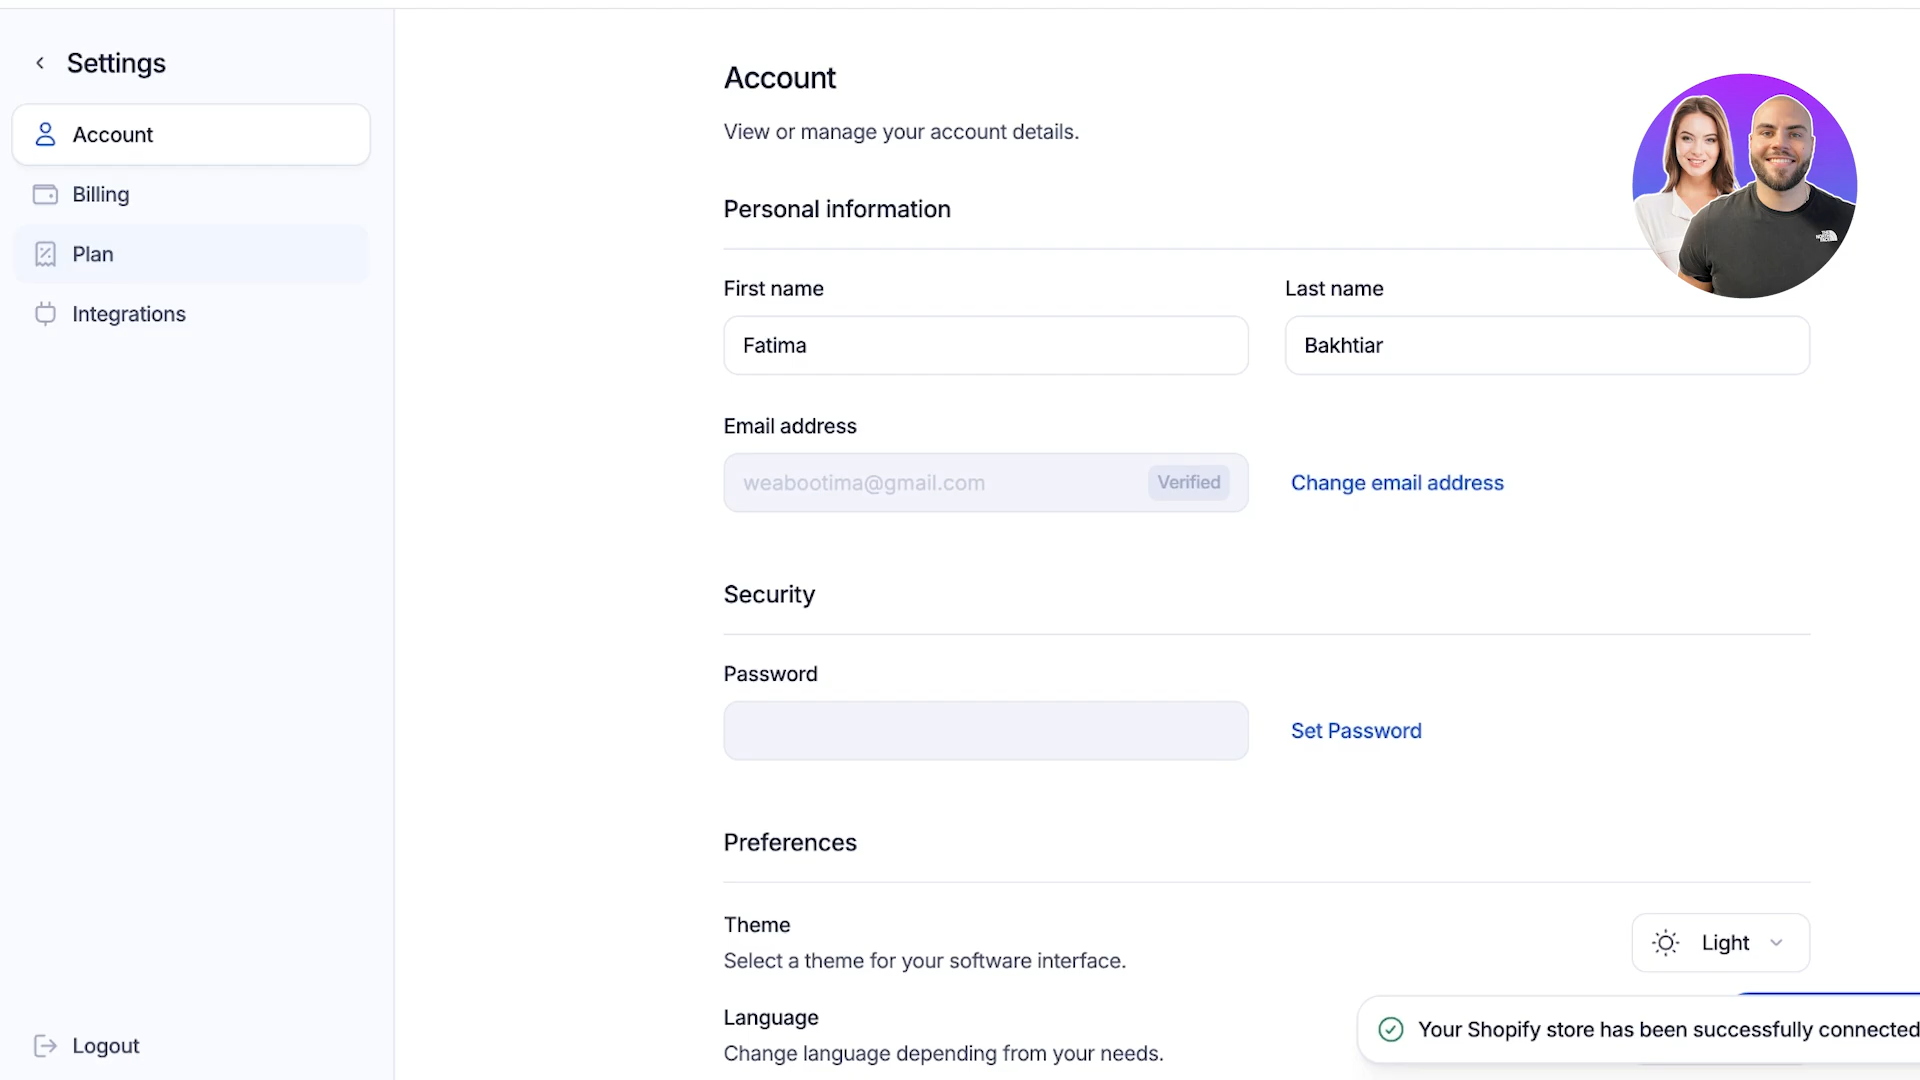 Settings
Account
Billing
Plan
Integrations
Logout
Account
View or manage your account details.
Personal information
First name
Last name
Fatima
Bakhtiar
Email address
weabootima@gmail.com
Verified
Change email address
Security
Password
Set Password
Preferences
Theme
Select a theme for your software interface.
Light
Language
Change language depending from your needs.
Your Shopify store has been successfully connected